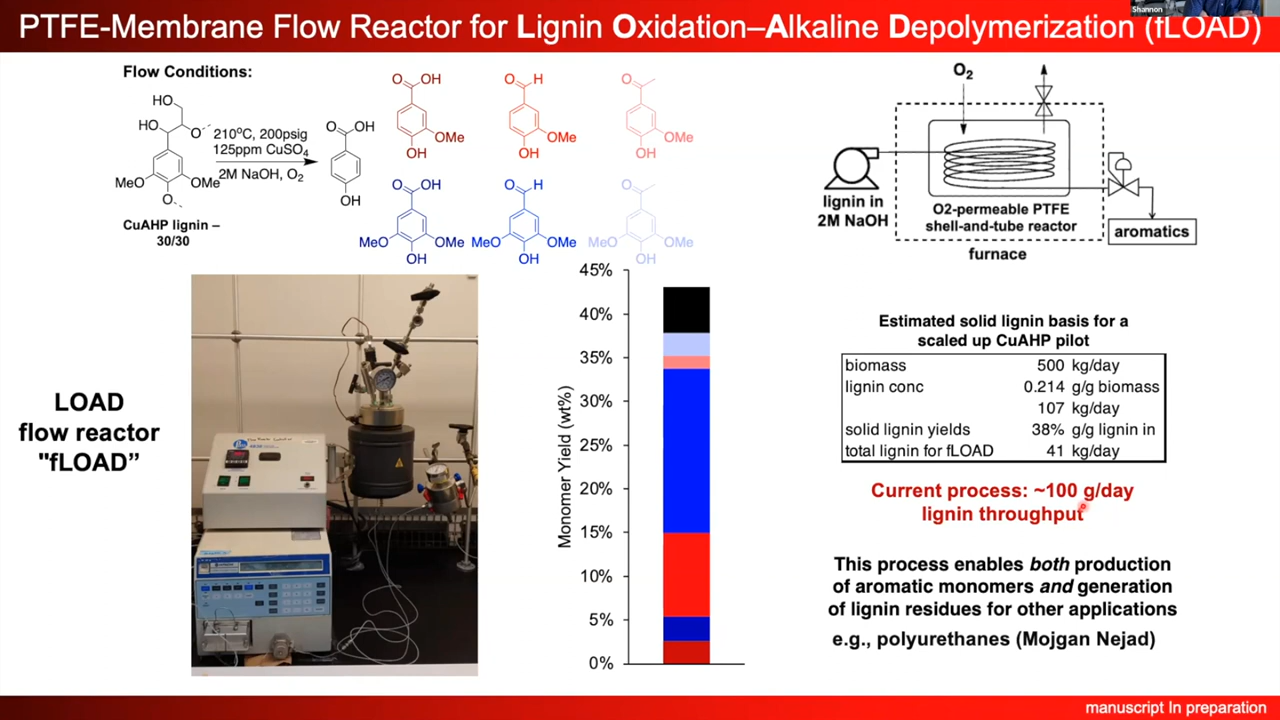 Shannon
PTFE-Membrane Flow Reactor for Lignin Oxidation–Alkaline Depolymerization (fLOAD)
Flow Conditions:
HO
HO
O
MeO
OMe
O
210°C, 200psig
125ppm CuSO4
2M NaOH, O2
O
OH
OH
CuAHP lignin –
30/30
O
OH
OMe
OH
O
H
OMe
OH
O
OMe
OH
O
OH
MeO
OMe
OH
O
H
MeO
OMe
OH
O
MeO
OMe
OH
O2
lignin in
2M NaOH
O2-permeable PTFE
shell-and-tube reactor
furnace
aromatics
LOAD
flow reactor
"fLOAD”
Monomer Yield (wt%)
45%
40%
35%
30%
25%
20%
15%
10%
5%
0%
Estimated solid lignin basis for a
scaled up CuAHP pilot
biomass 500 kg/day
lignin conc 0.214 g/g biomass
107 kg/day
solid lignin yields 38% g/g lignin in
total lignin for fLOAD 41 kg/day
Current process: ~100 g/day
lignin throughput
This process enables both production
of aromatic monomers and generation
of lignin residues for other applications
e.g., polyurethanes (Mojgan Nejad)
manuscript In preparation